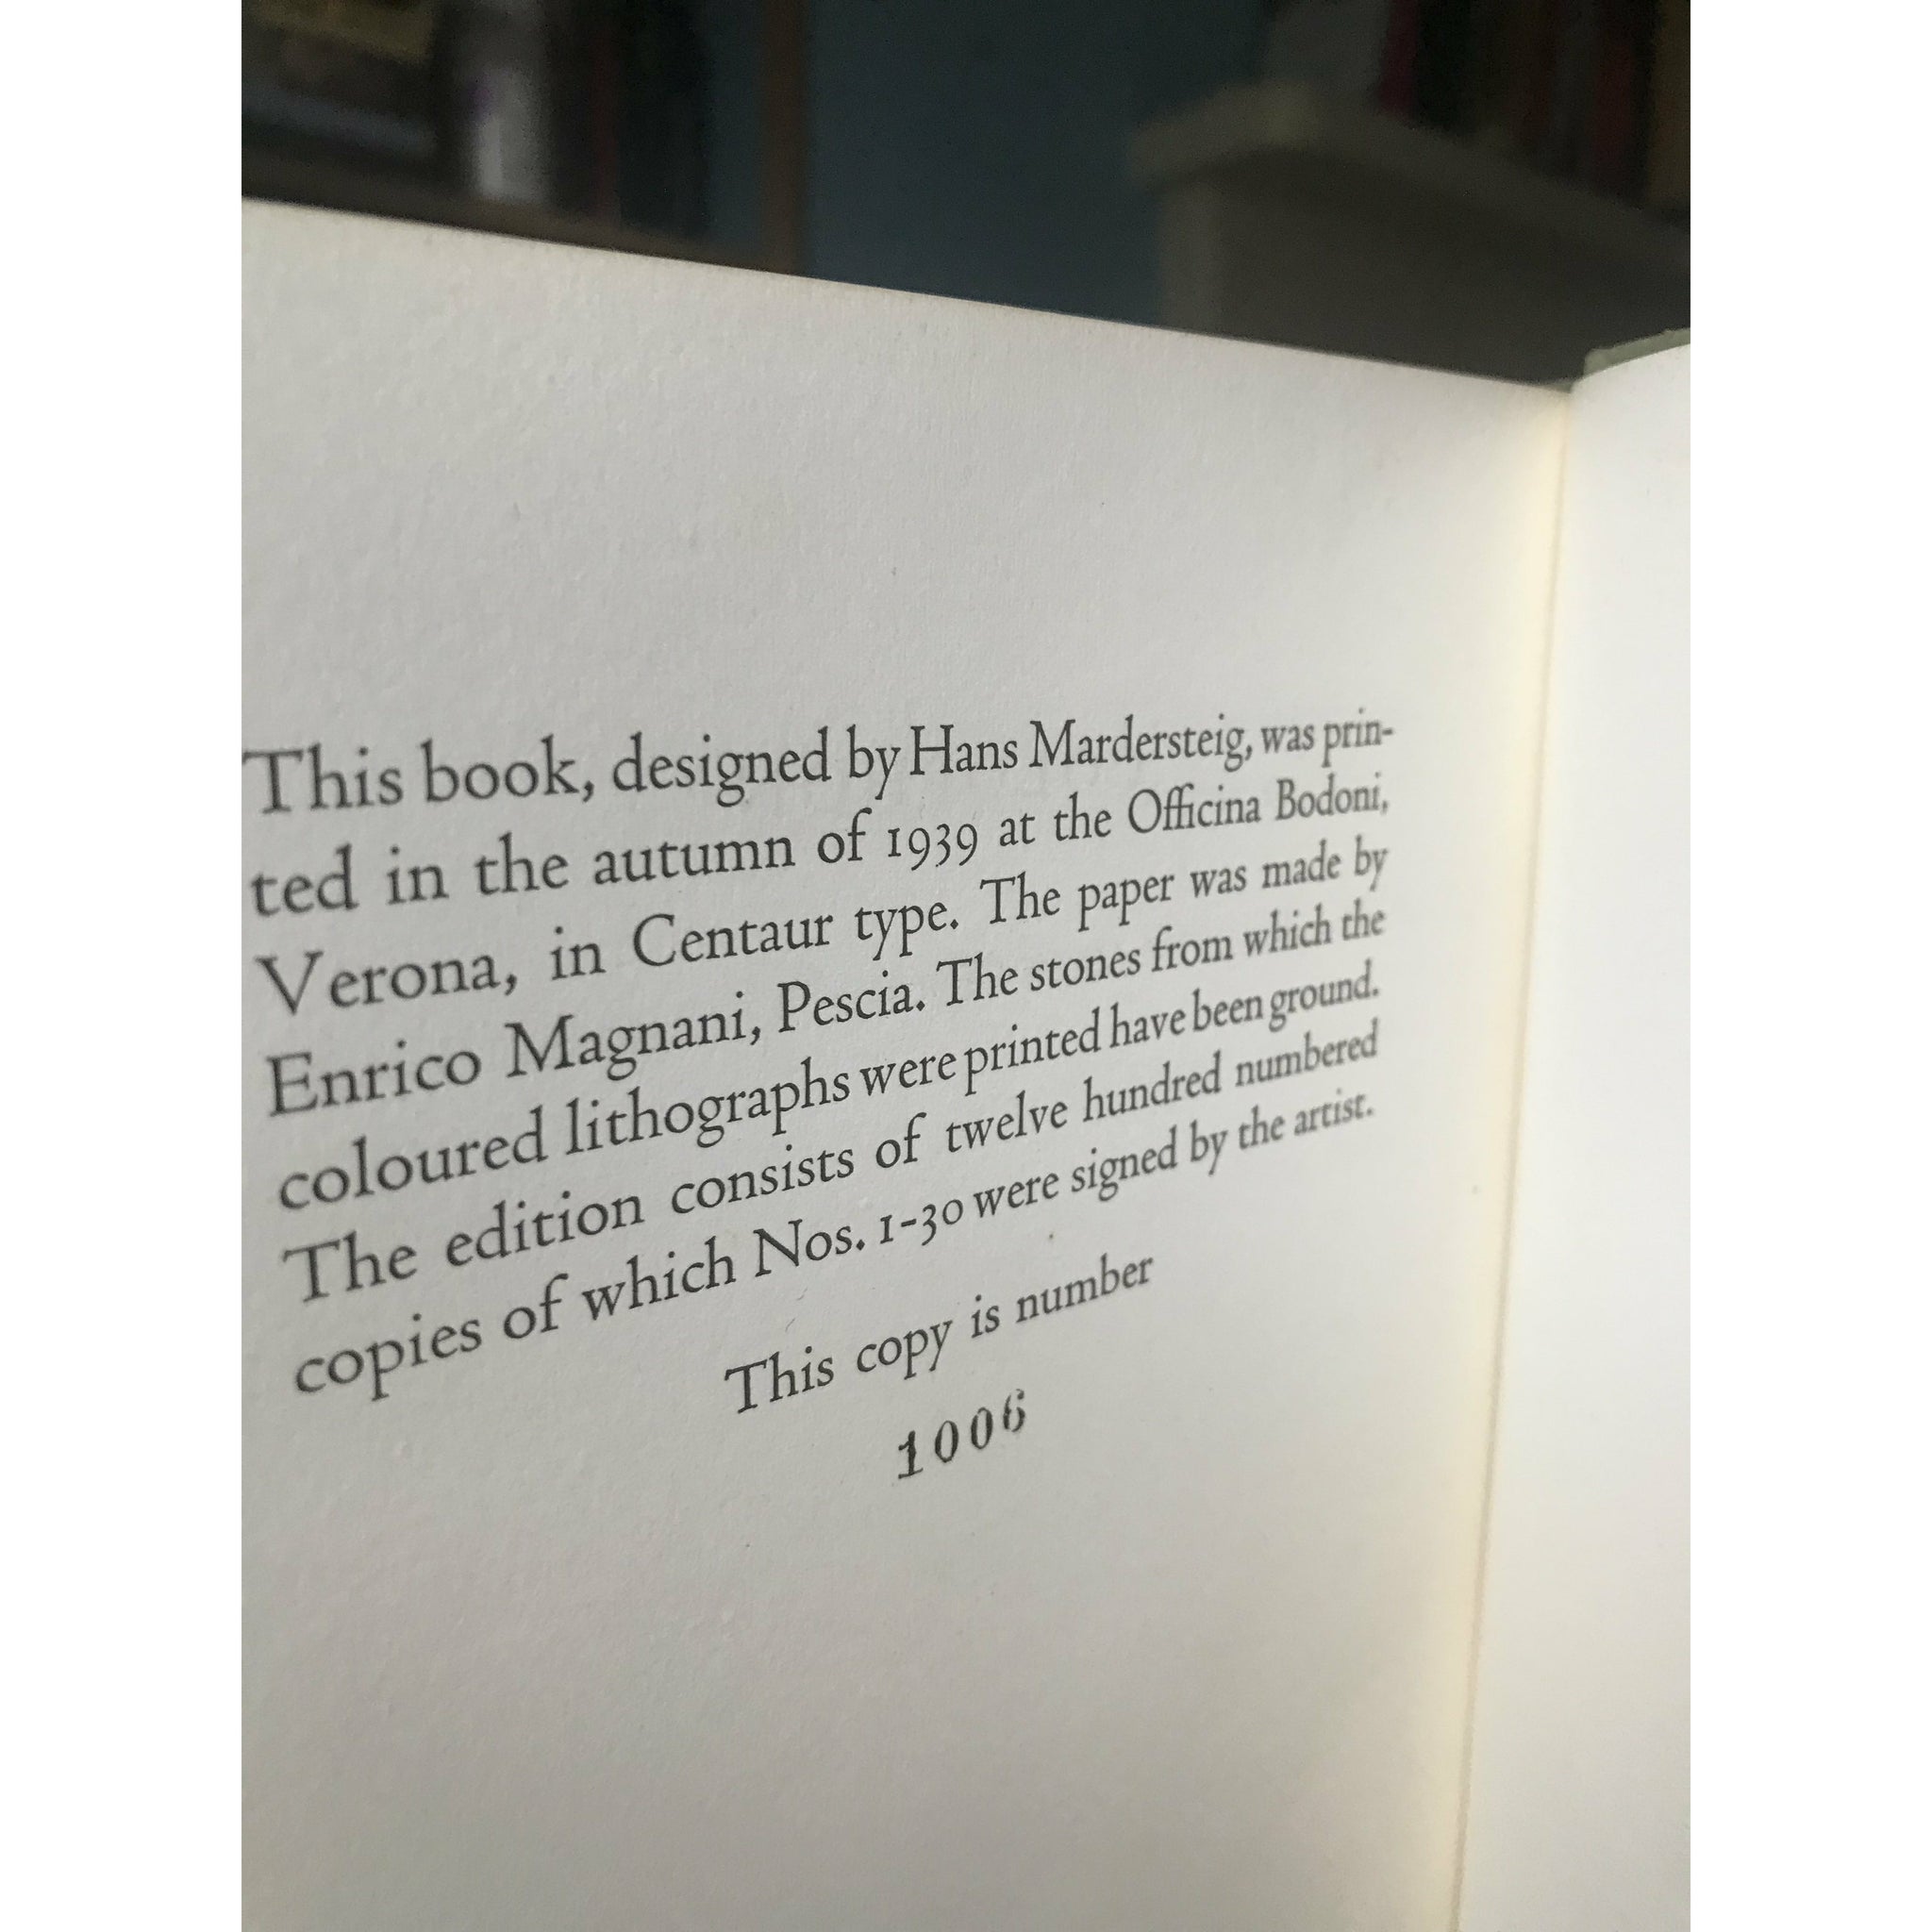 This book, designed by Hans Mardersteig, was prin-
ted in the autumn of 1939 at the Officina Bodoni,
Verona, in Centaur type. The paper was made by
Enrico Magnani, Pescia. The stones from which the
coloured lithographs were printed have been ground.
The edition consists of twelve hundred numbered
copies of which Nos. 1-30 were signed by the artist.
This copy is number
1006